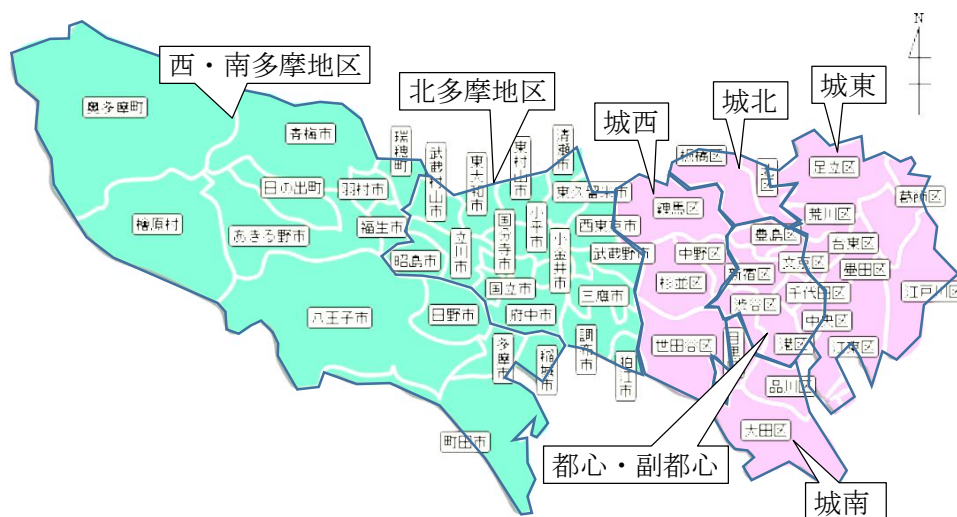 N
西・南多摩地区
北多摩地区
城西
城北
城東
奥多摩町
青梅市
瑞穂町
武蔵村山市
東大和市
東村山市
清瀬市
板橋区
足立区
葛飾区
日の出町
羽村市
東久留米市
練馬区
荒川区
檜原村
あきる野市
福生市
立川市
国分寺市
小平市
小金井市
西東京市
豊島区
台東区
昭島市
武蔵野市
中野区
新宿区
文京区
墨田区
国立市
三鷹市
杉並区
渋谷区
千代田区
江戸川区
八王子市
日野市
府中市
中央区
多摩市
稲城市
調布市
狛江市
世田谷区
港区
江東区
品川区
町田市
大田区
都心・副都心
城南